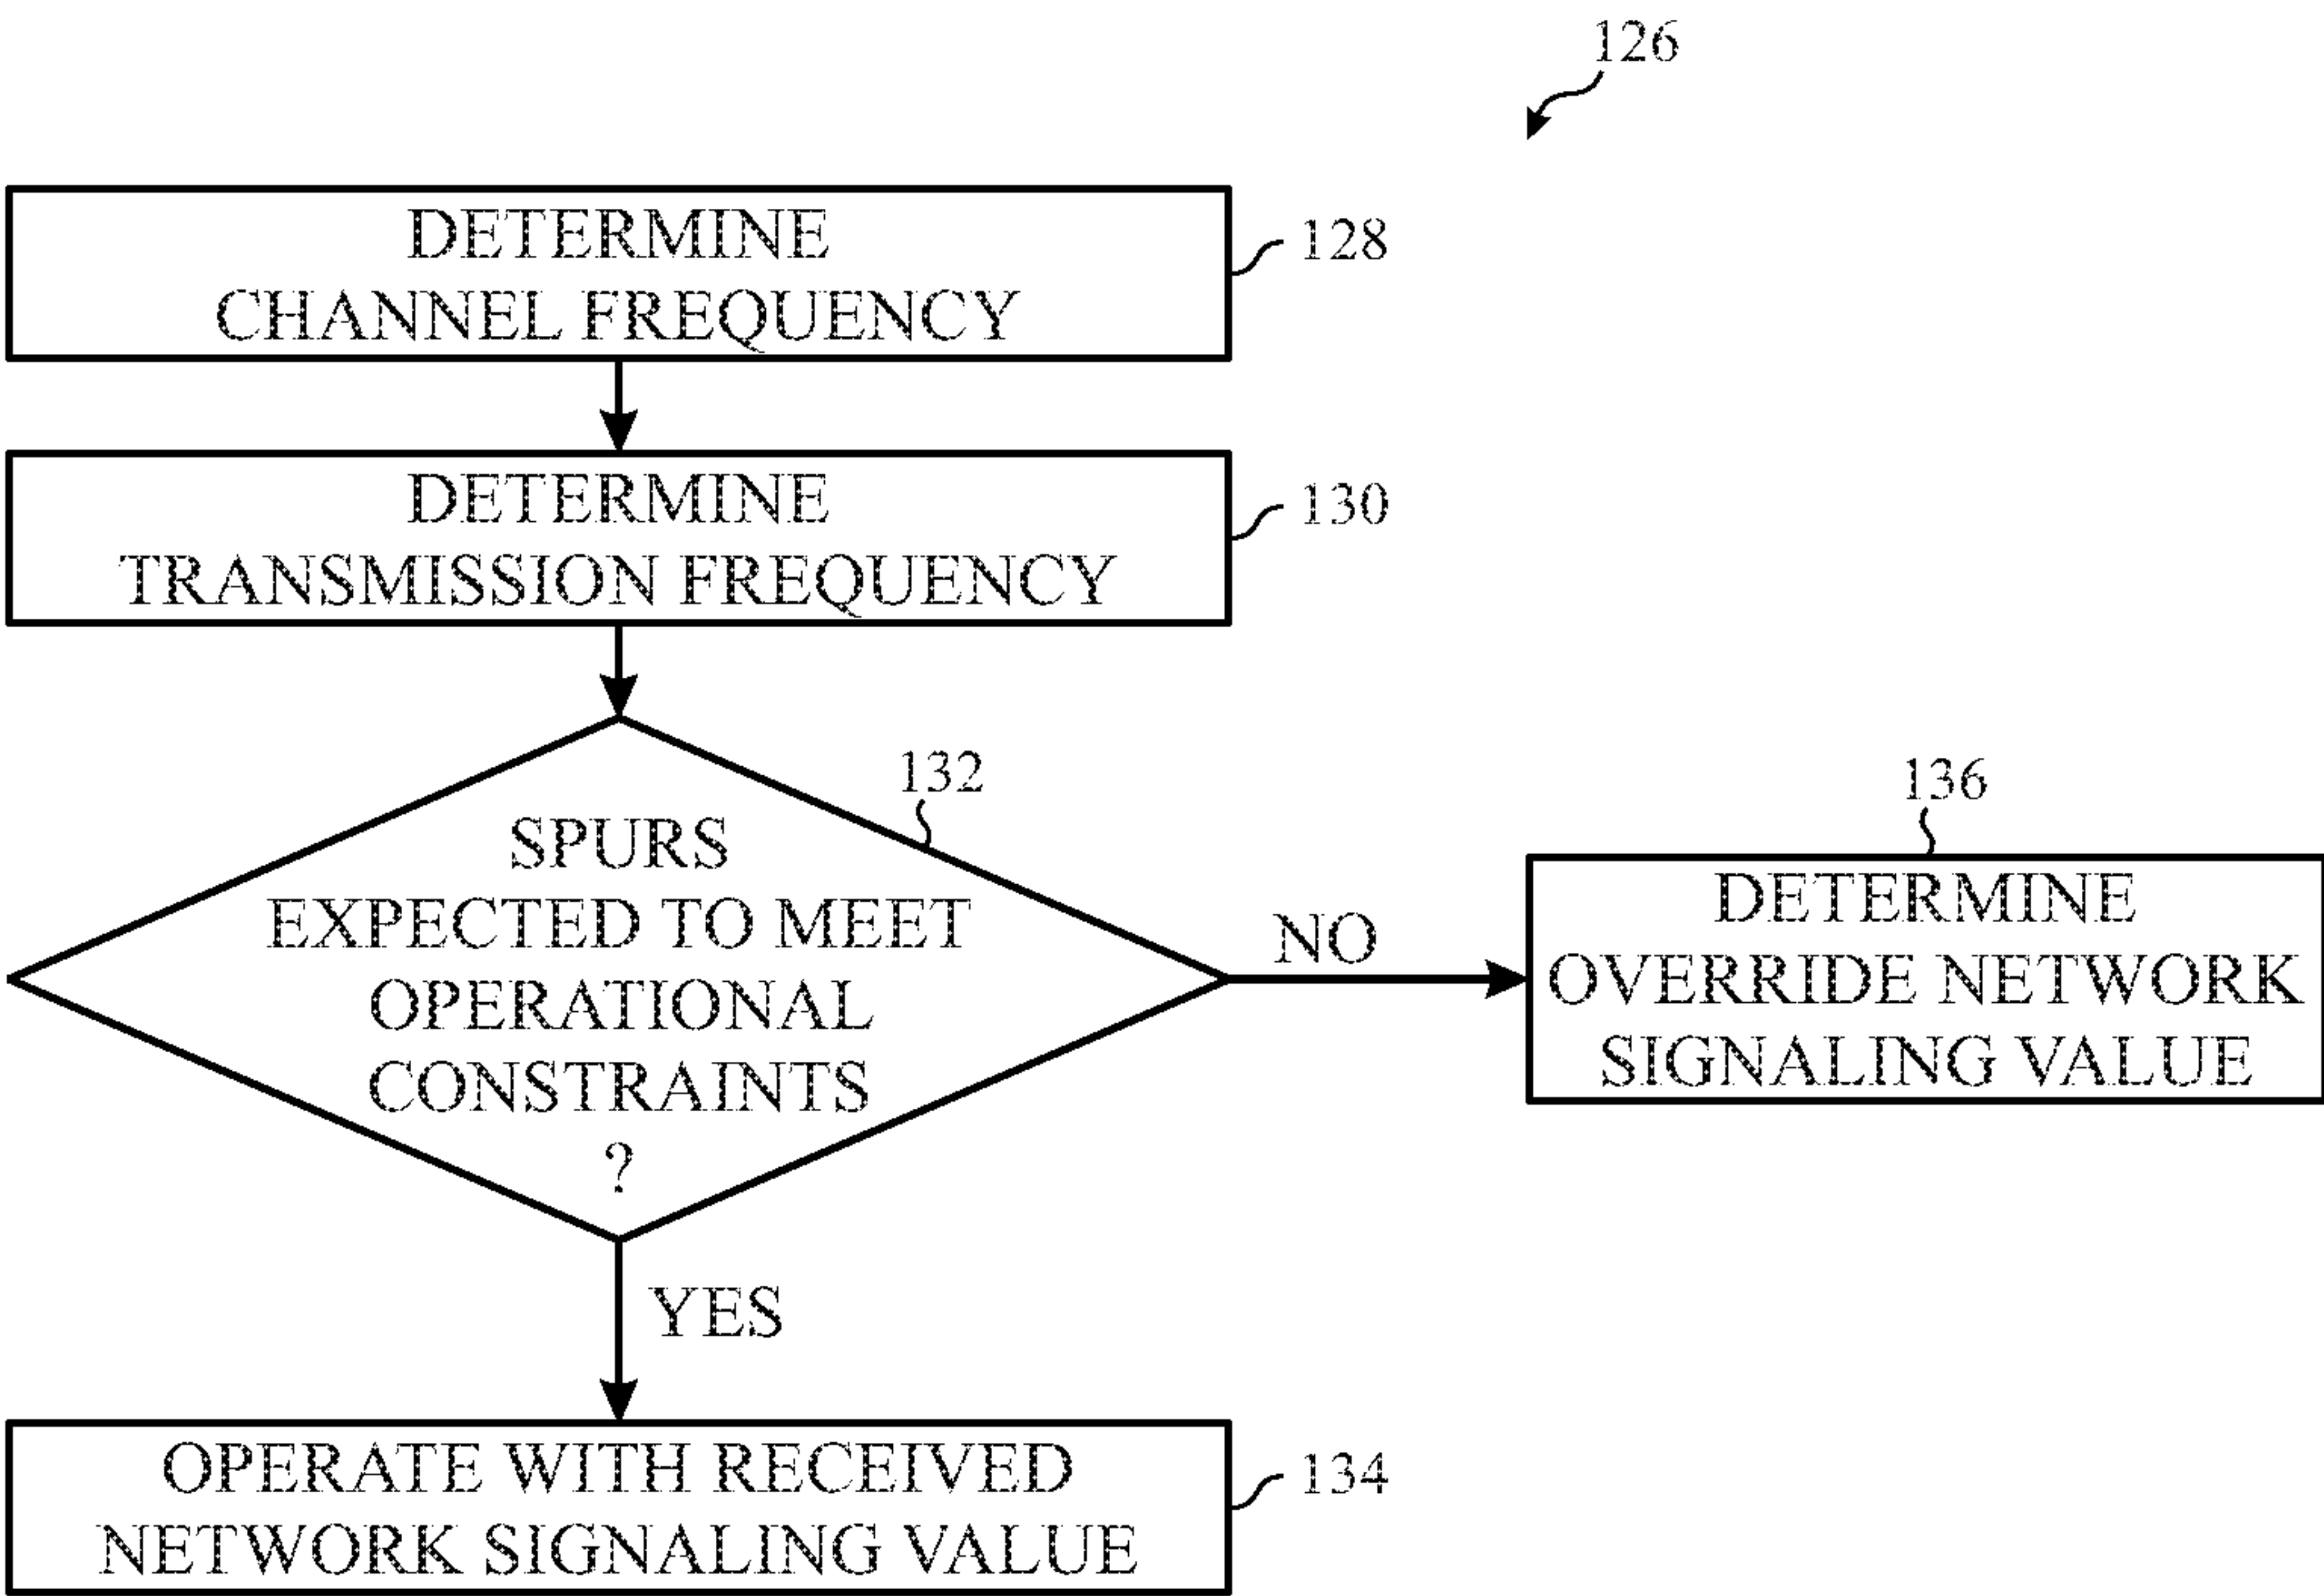 126
DETERMINE
CHANNEL FREQUENCY
128
DETERMINE
TRANSMISSION FREQUENCY
130
132
SPURS
EXPECTED TO MEET
OPERATIONAL
CONSTRAINTS
?
NO
136
DETERMINE
OVERRIDE NETWORK
SIGNALING VALUE
YES
OPERATE WITH RECEIVED
NETWORK SIGNALING VALUE
134